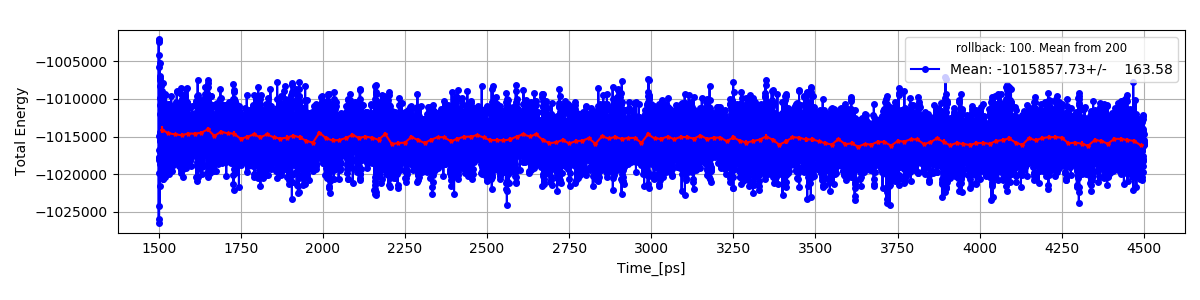 rollback: 100. Mean from 200
Mean: -1015857.73+/-    163.58
Total Energy
−1005000
−1010000
−1015000
−1020000
−1025000
1500 1750 2000 2250 2500 2750 3000 3250 3500 3750 4000 4250 4500
Time_[ps]